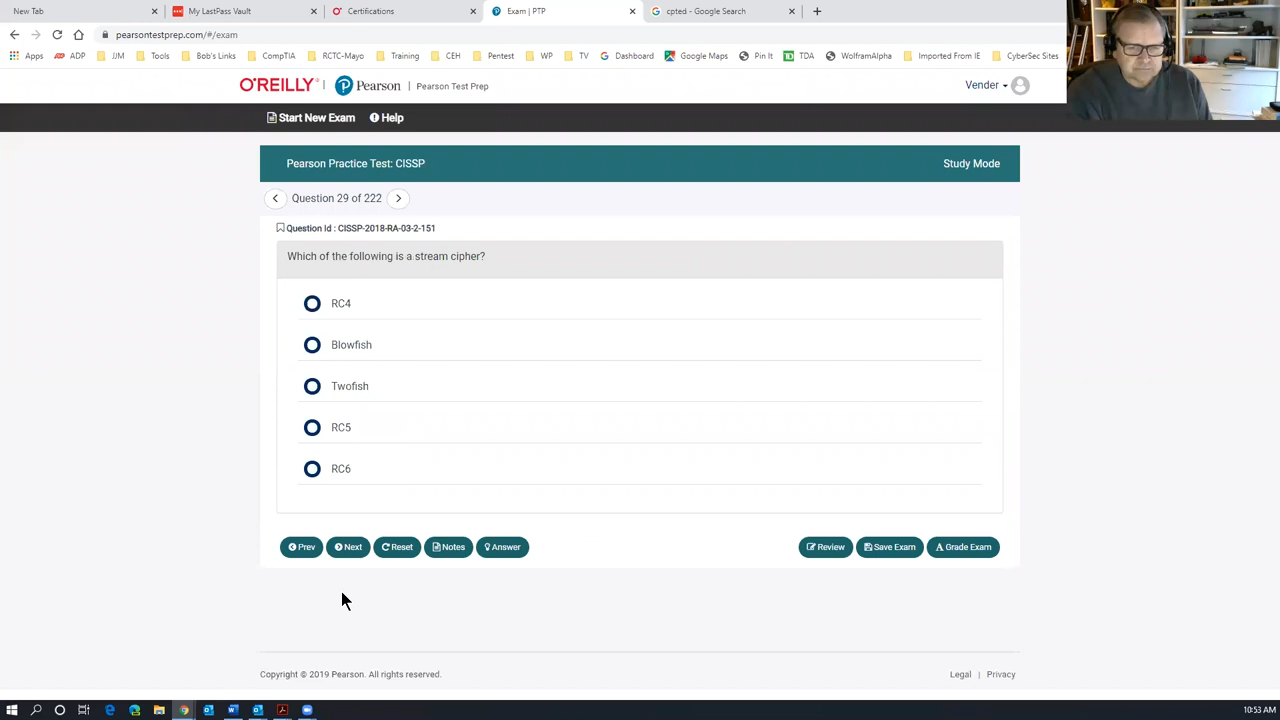 New Tab
My LastPass Vault
Certifications
Exam | PTP
cpted - Google Search
pearsontestprep.com/#/exam
Apps
ADP
JJM
Tools
Bob's Links
CompTIA
RCTC-Mayo
Training
CEH
Pentest
WP
TV
Dashboard
Google Maps
Pin It
TDA
WolframAlpha
Imported From IE
CyberSec Sites
O'REILLY
Pearson
Pearson Test Prep
Vender
Start New Exam
Help
Pearson Practice Test: CISSP
Study Mode
Question 29 of 222
Question Id : CISSP-2018-RA-03-2-151
Which of the following is a stream cipher?
RC4
Blowfish
Twofish
RC5
RC6
Prev
Next
Reset
Notes
Answer
Review
Save Exam
Grade Exam
Copyright © 2019 Pearson. All rights reserved.
Legal | Privacy
10:53 AM